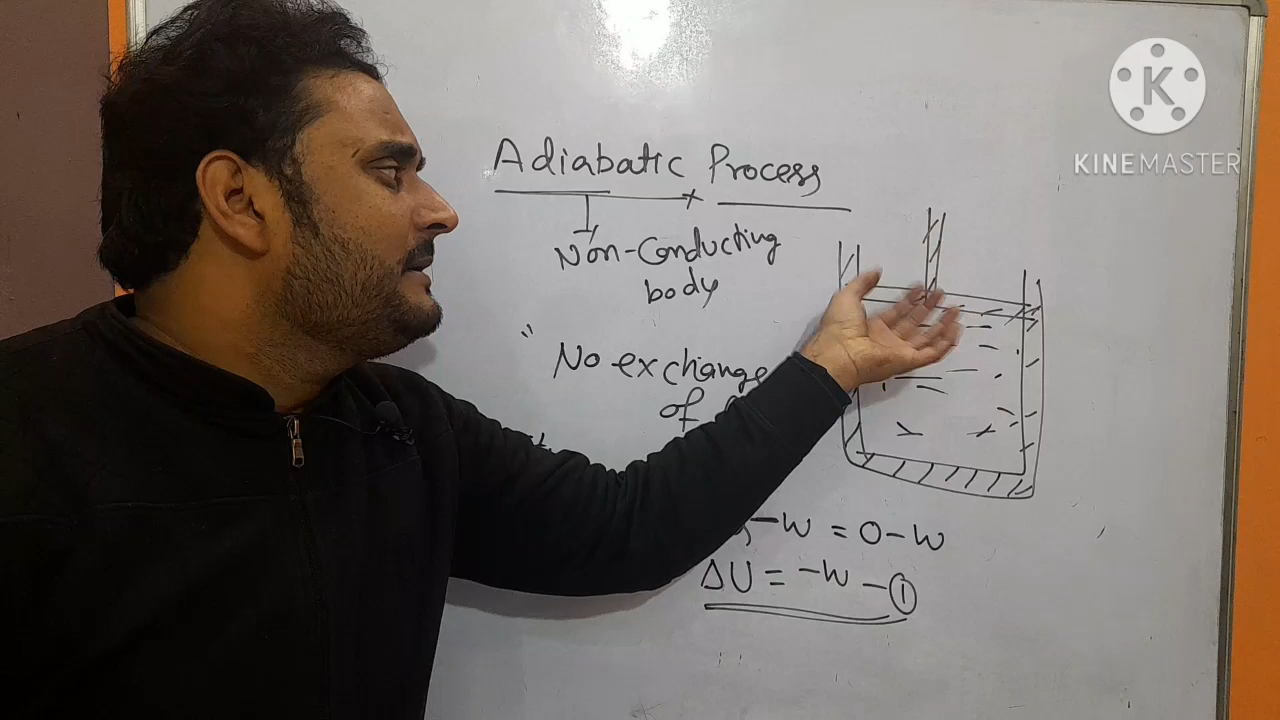 Adiabatic Process
Non-Conducting
body
" No exchange
of
-W = 0-W
ΔU = -W -①
K
KINEMASTER